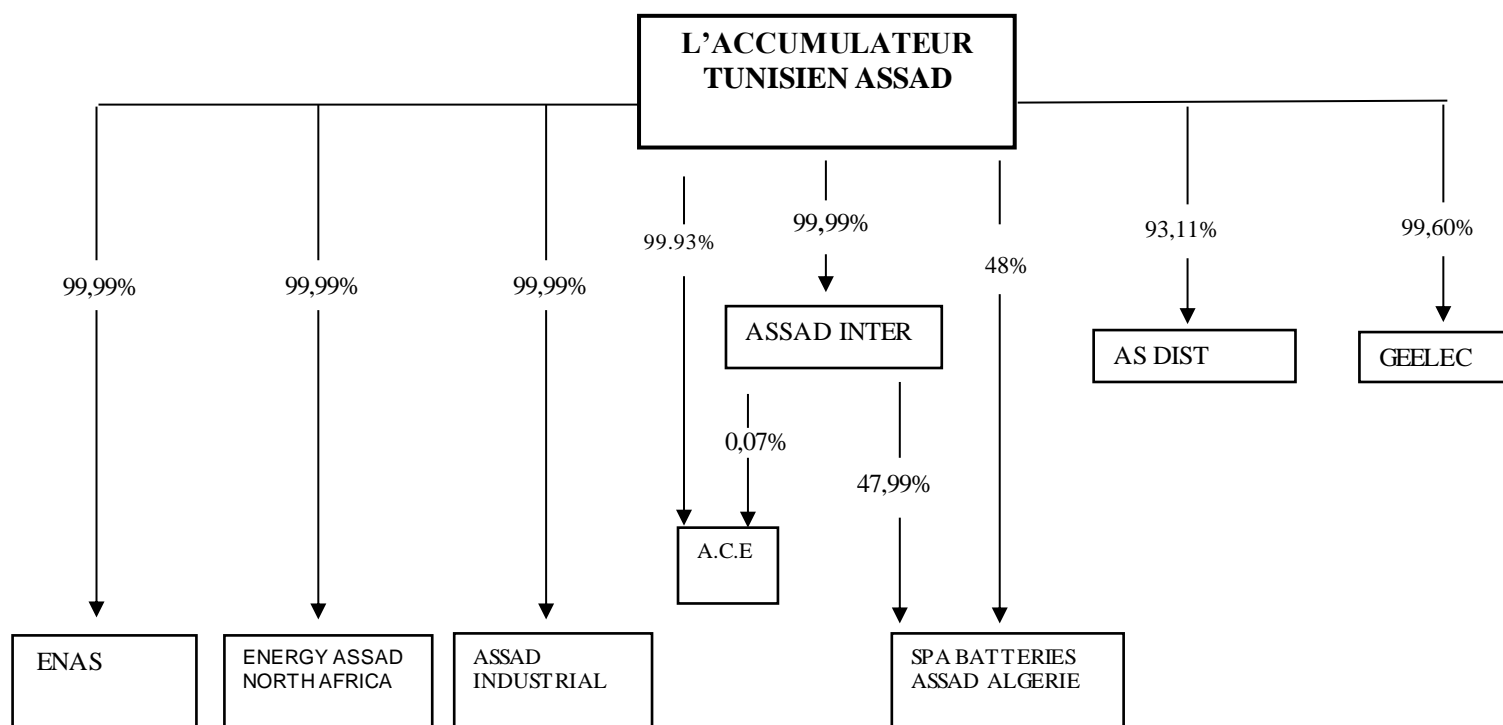 L'ACCUMULATEUR
TUNISIEN ASSAD
99,99%
99,99%
99,99%
99.93%
99,99%
48%
93,11%
99,60%
ASSAD INTER
AS DIST
GEELEC
0,07%
47,99%
A.C.E
ENAS
ENERGY ASSAD
NORTH AFRICA
ASSAD
INDUSTRIAL
SPA BATTERIES
ASSAD ALGERIE